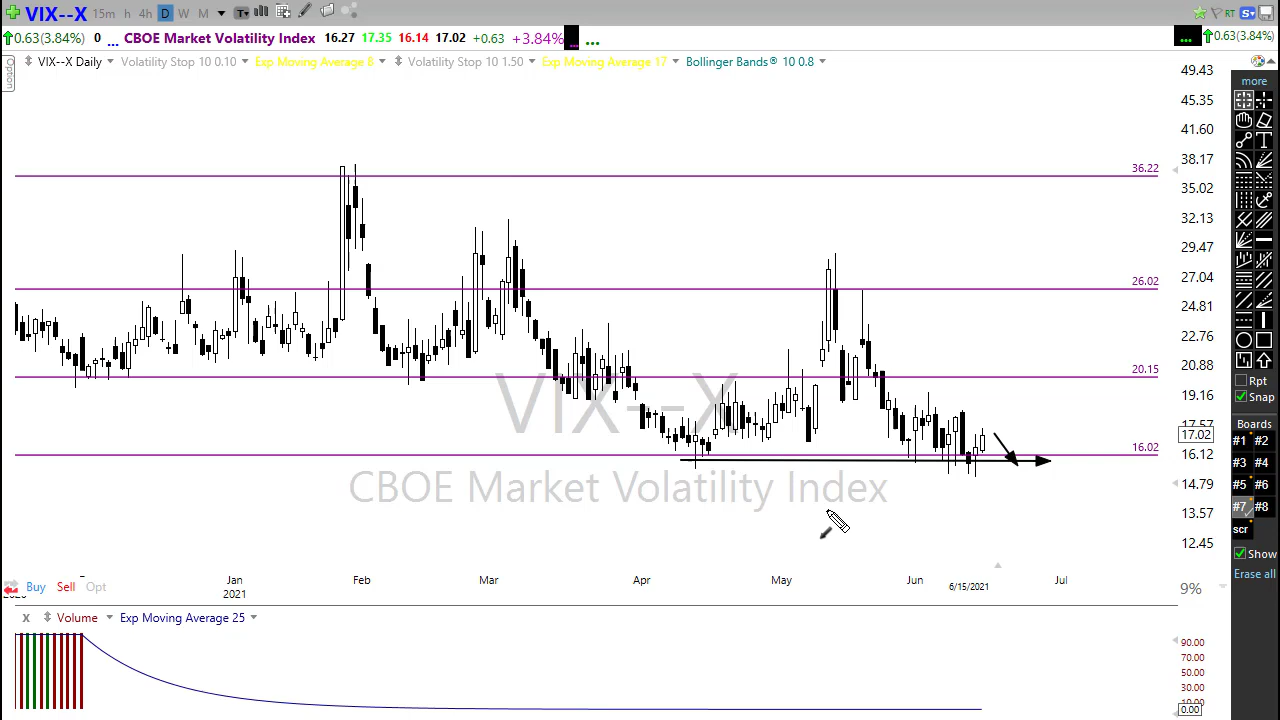 VIX--X 15m h 4h D W M T RT S
0.63(3.84%) 0 ... CBOE Market Volatility Index 16.27 17.35 16.14 17.02 +0.63 +3.84% ... ... ... 0.63(3.84%)
Option
VIX--X Daily Volatility Stop 10 0.10 Exp Moving Average 8 Volatility Stop 10 1.50 Exp Moving Average 17 Bollinger Bands® 10 0.8
49.43
45.35
41.60
38.17
36.22
35.02
32.13
29.47
27.04
26.02
24.81
22.76
20.88
20.15
19.16
17.57
17.02
16.02
16.12
14.79
13.57
12.45
VIX--X
CBOE Market Volatility Index
more
T
Rpt
Snap
Boards
#1 #2
#3 #4
#5 #6
#7 #8
scr
Show
Erase all
Jan Feb Mar Apr May Jun Jul
2021 6/15/2021
Buy Sell Opt 9%
x Volume Exp Moving Average 25
90.00
70.00
50.00
30.00
10.00
0.00